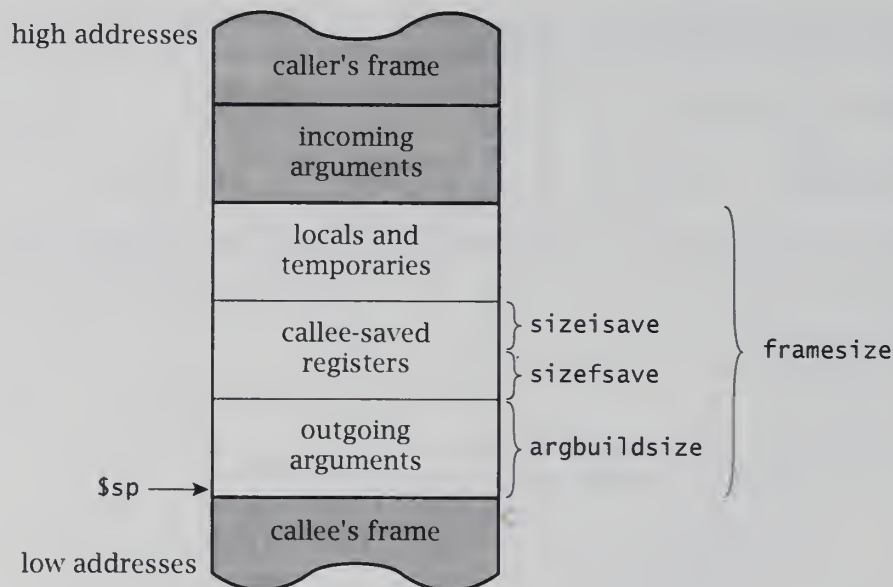 high addresses
caller's frame
incoming
arguments
locals and
temporaries
callee-saved
registers
sizeisave
sizefsave
framesize
outgoing
arguments
argbuildsize
$sp
callee's frame
low addresses